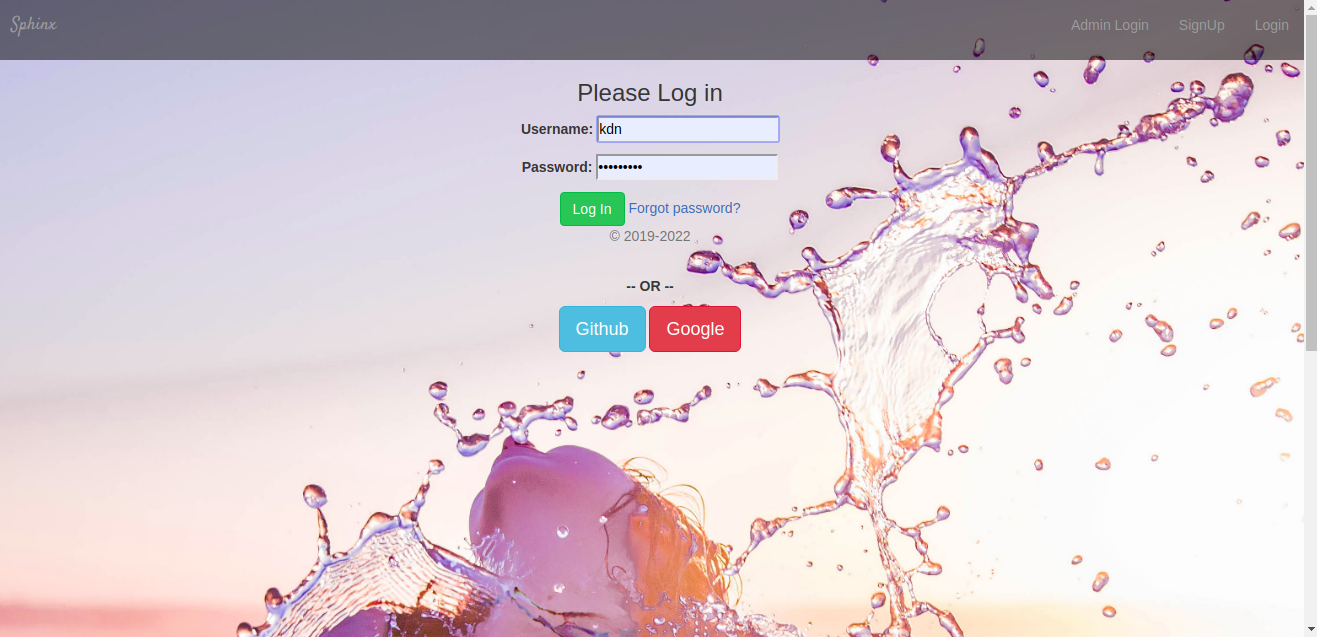 Sphinx
Admin Login SignUp Login
Please Log in
Username: kdn
Password: •••••••••
Log In Forgot password?
© 2019-2022
-- OR --
Github Google